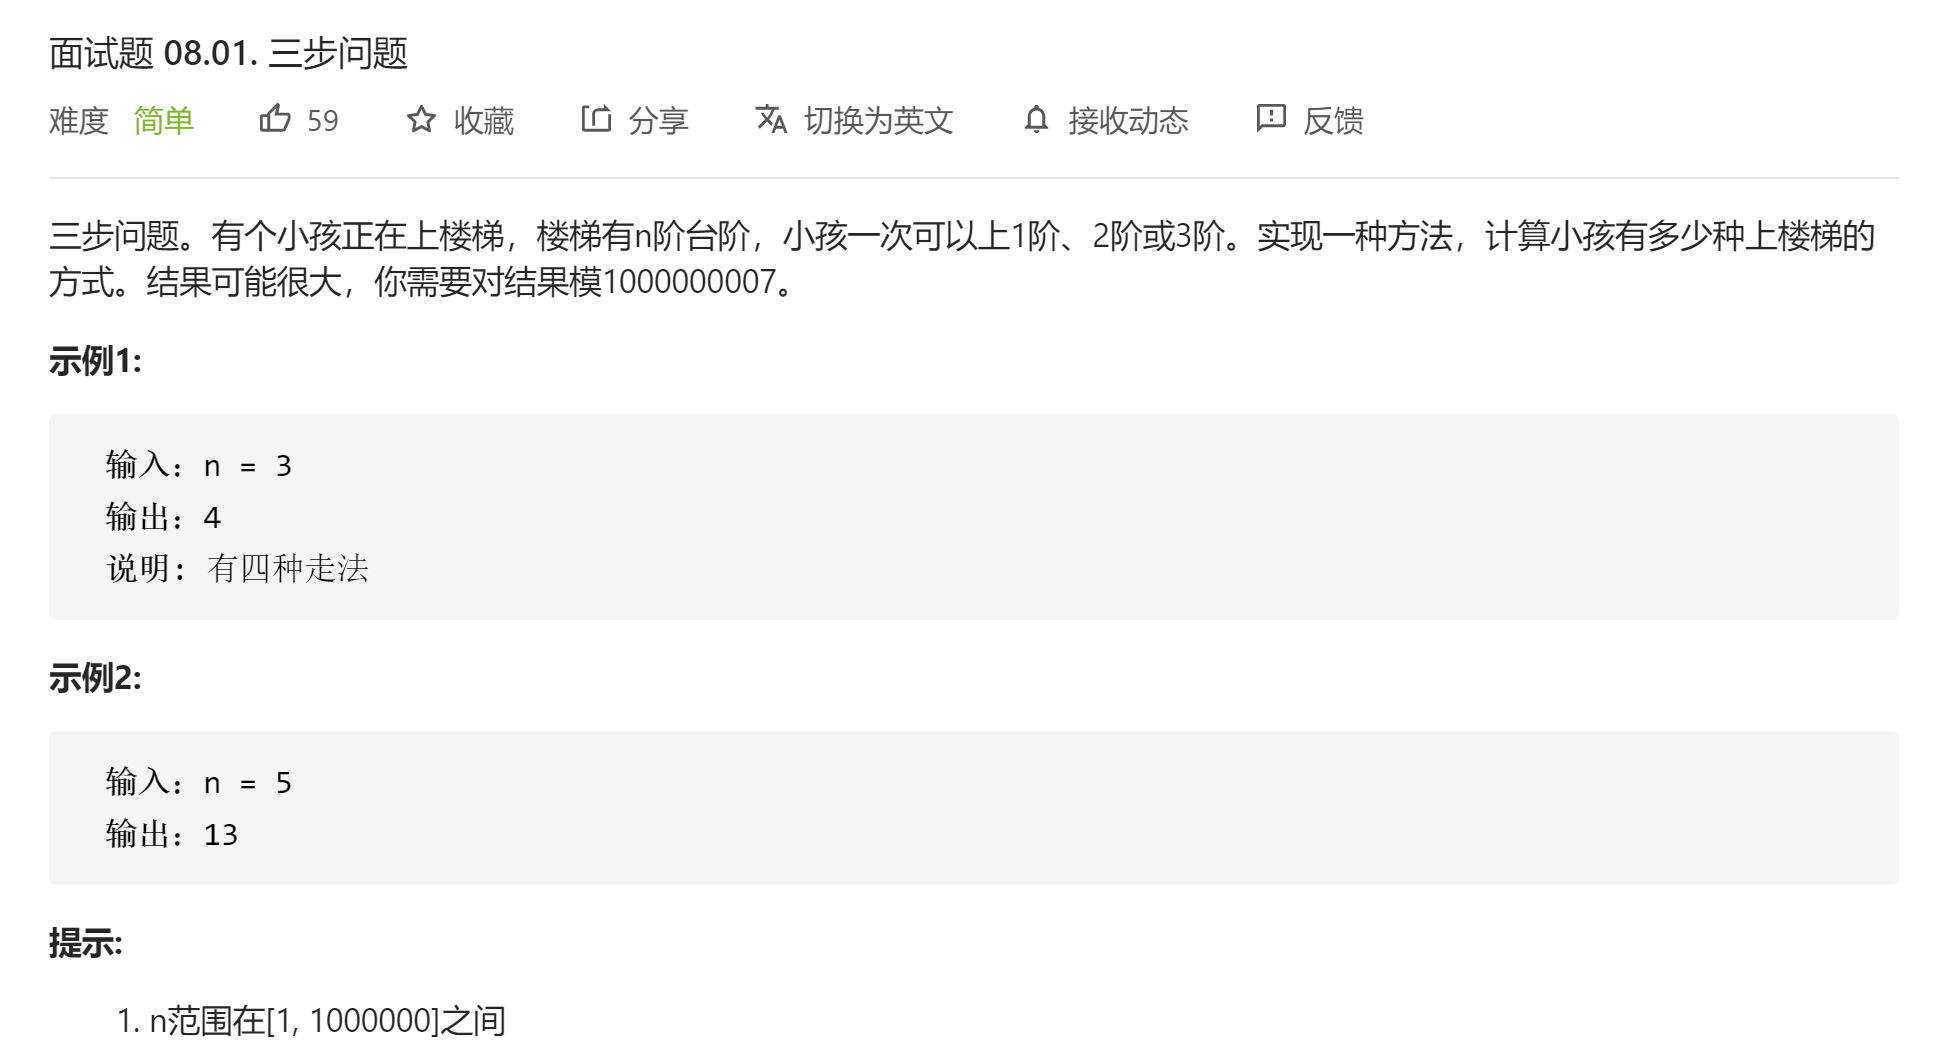 面试题 08.01. 三步问题
难度 简单 59 收藏 分享 切换为英文 接收动态 反馈
三步问题。有个小孩正在上楼梯，楼梯有n阶台阶，小孩一次可以上1阶、2阶或3阶。实现一种方法，计算小孩有多少种上楼梯的
方式。结果可能很大，你需要对结果模1000000007。
示例1:
输入：n = 3
输出：4
说明：有四种走法
示例2:
输入：n = 5
输出：13
提示:
1. n范围在[1, 1000000]之间